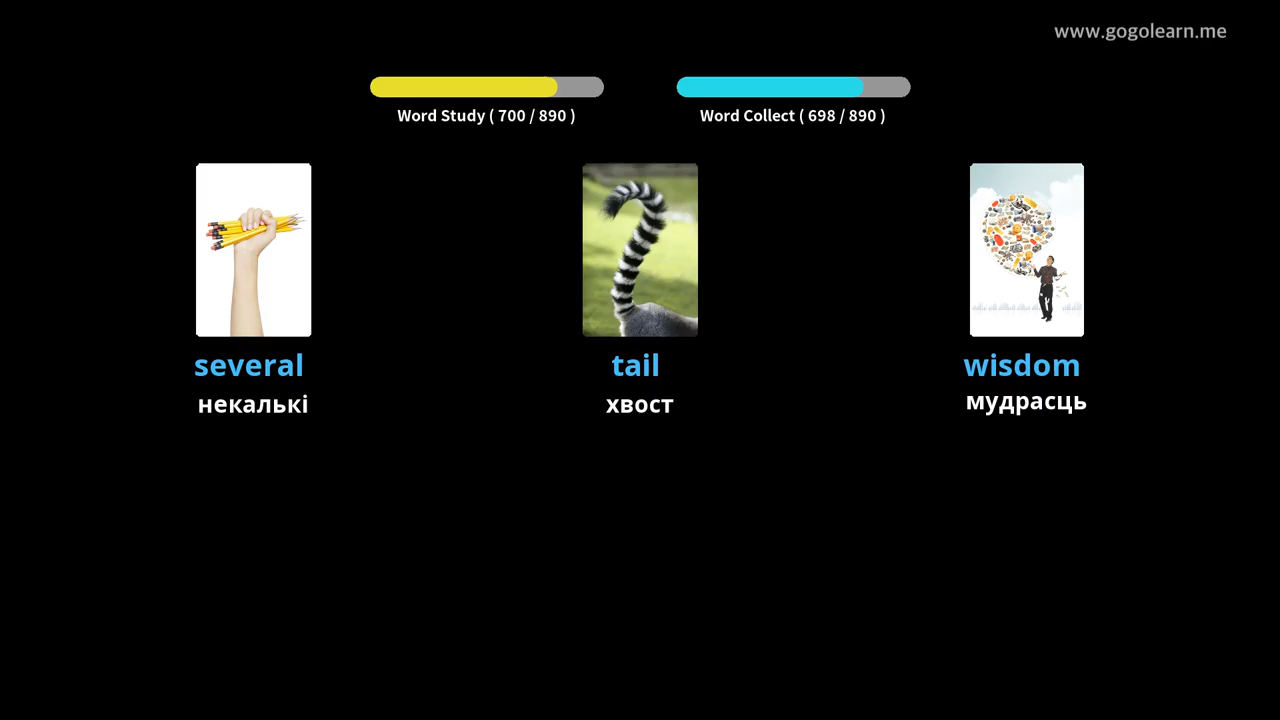 www.gogolearn.me
Word Study ( 700 / 890 )
Word Collect ( 698 / 890 )
several
tail
wisdom
некалькі
хвост
мудрасць